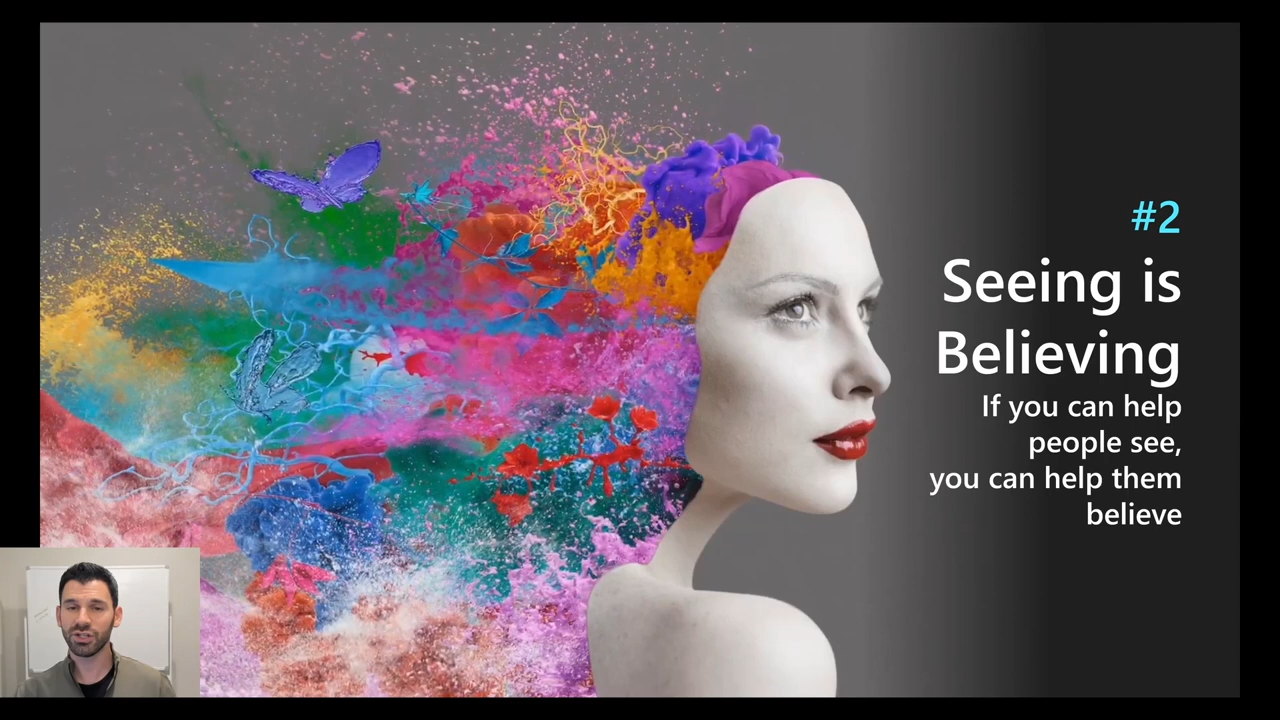 #2
Seeing is
Believing
If you can help
people see,
you can help them
believe